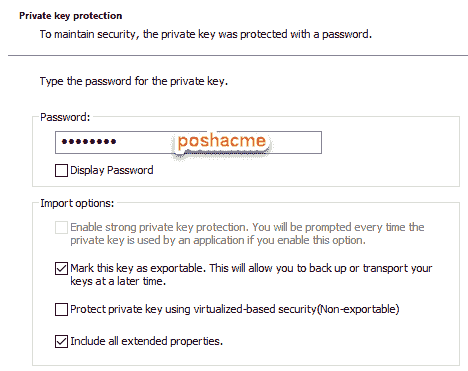 Private key protection
To maintain security, the private key was protected with a password.
Type the password for the private key.
Password:
●●●●●●●●
poshacme
Display Password
Import options:
Enable strong private key protection. You will be prompted every time the
private key is used by an application if you enable this option.
Mark this key as exportable. This will allow you to back up or transport your
keys at a later time.
Protect private key using virtualized-based security(Non-exportable)
Include all extended properties.